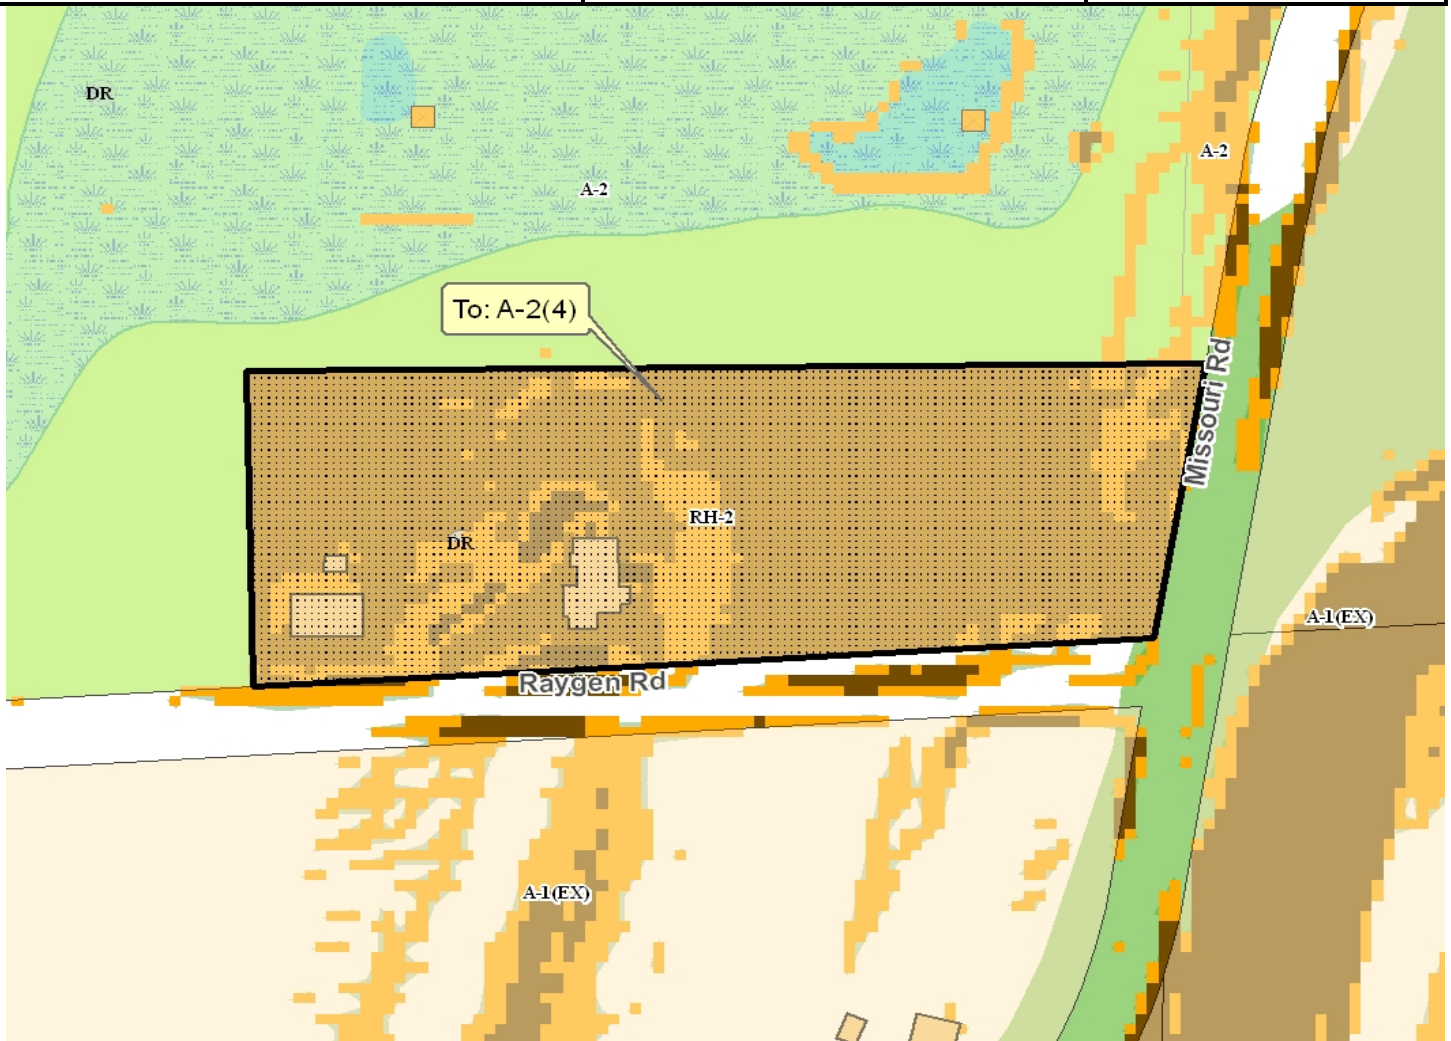 DR
A-2
A-2
To: A-2(4)
Missouri Rd
RH-2
DR
A-1(EX)
Raygen Rd
A-1(EX)